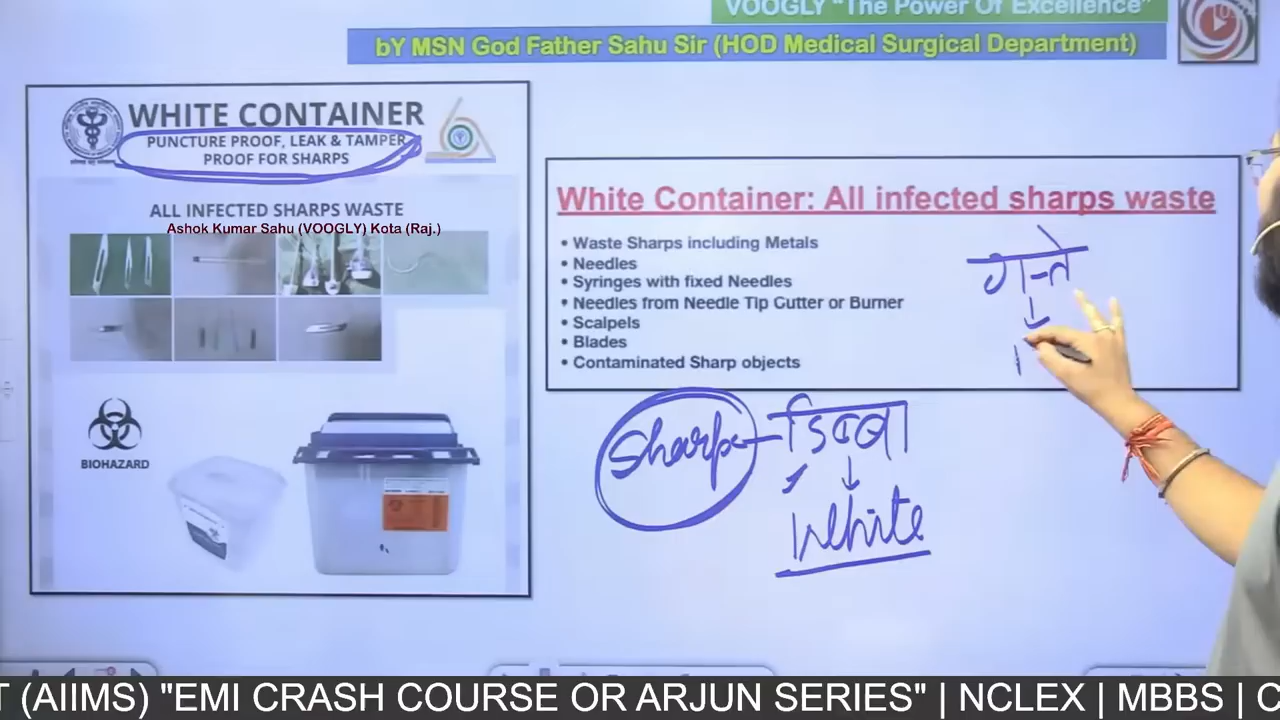 VOOGLY "The Power Of Excellence"
bY MSN God Father Sahu Sir (HOD Medical Surgical Department)
WHITE CONTAINER
PUNCTURE PROOF, LEAK & TAMPER
PROOF FOR SHARPS
ALL INFECTED SHARPS WASTE
Ashok Kumar Sahu (VOOGLY) Kota (Raj.)
BIOHAZARD
White Container: All infected sharps waste
• Waste Sharps including Metals
• Needles
• Syringes with fixed Needles
• Needles from Needle Tip Cutter or Burner
• Scalpels
• Blades
• Contaminated Sharp objects
गत्ते
Sharps डिब्बा
White
T (AIIMS) "EMI CRASH COURSE OR ARJUN SERIES" | NCLEX | MBBS | C